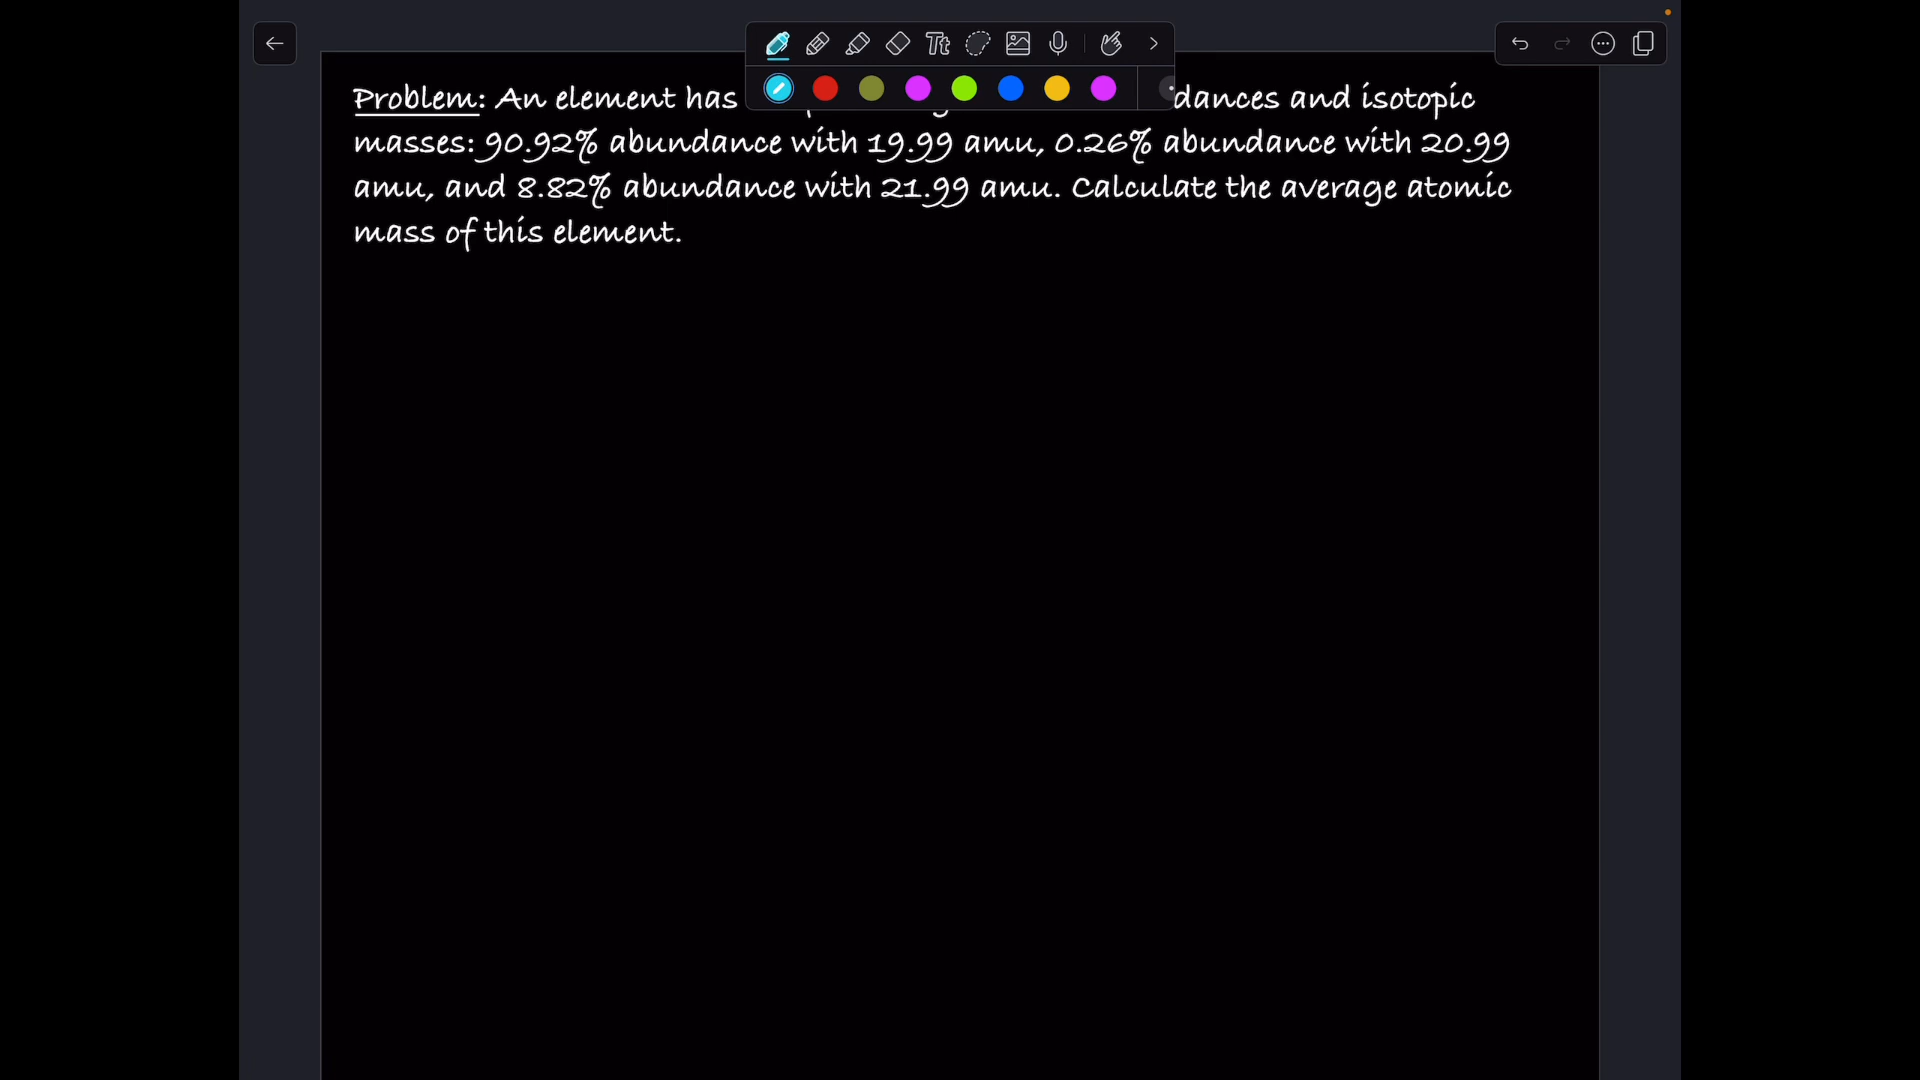 Problem: An element has dances and isotopic
masses: 90.92% abundance with 19.99 amu, 0.26% abundance with 20.99
amu, and 8.82% abundance with 21.99 amu. Calculate the average atomic
mass of this element.